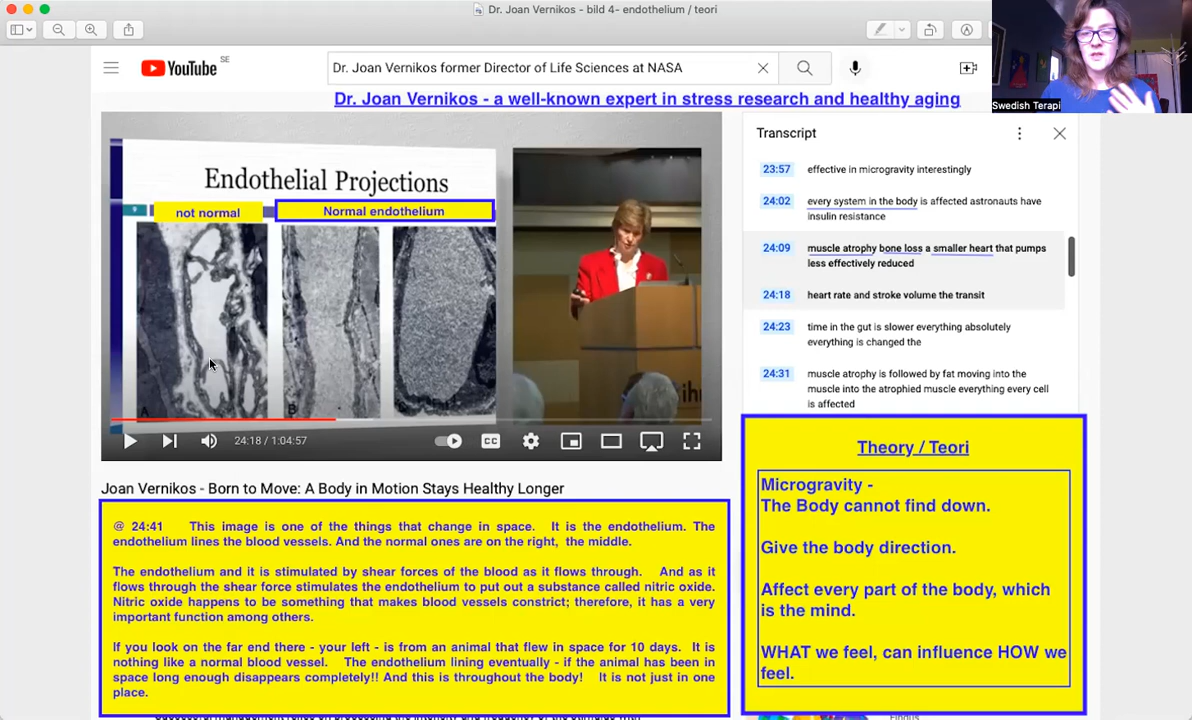 Dr. Joan Vernikos - bild 4- endothelium / teori
YouTube SE
Dr. Joan Vernikos former Director of Life Sciences at NASA
Swedish Terapi
Dr. Joan Vernikos - a well-known expert in stress research and healthy aging
Endothelial Projections
9
not normal
Normal endothelium
A
B
ihm
24:18 / 1:04:57
CC
Transcript
23:57 effective in microgravity interestingly
24:02 every system in the body is affected astronauts have
insulin resistance
24:09 muscle atrophy bone loss a smaller heart that pumps
less effectively reduced
24:18 heart rate and stroke volume the transit
24:23 time in the gut is slower everything absolutely
everything is changed the
24:31 muscle atrophy is followed by fat moving into the
muscle into the atrophied muscle everything every cell
is affected
Joan Vernikos - Born to Move: A Body in Motion Stays Healthy Longer
@ 24:41 This image is one of the things that change in space. It is the endothelium. The
endothelium lines the blood vessels. And the normal ones are on the right, the middle.
The endothelium and it is stimulated by shear forces of the blood as it flows through. And as it
flows through the shear force stimulates the endothelium to put out a substance called nitric oxide.
Nitric oxide happens to be something that makes blood vessels constrict; therefore, it has a very
important function among others.
If you look on the far end there - your left - is from an animal that flew in space for 10 days. It is
nothing like a normal blood vessel. The endothelium lining eventually - if the animal has been in
space long enough disappears completely!! And this is throughout the body! It is not just in one
place.
Theory / Teori
Microgravity -
The Body cannot find down.
Give the body direction.
Affect every part of the body, which
is the mind.
WHAT we feel, can influence HOW we
feel.